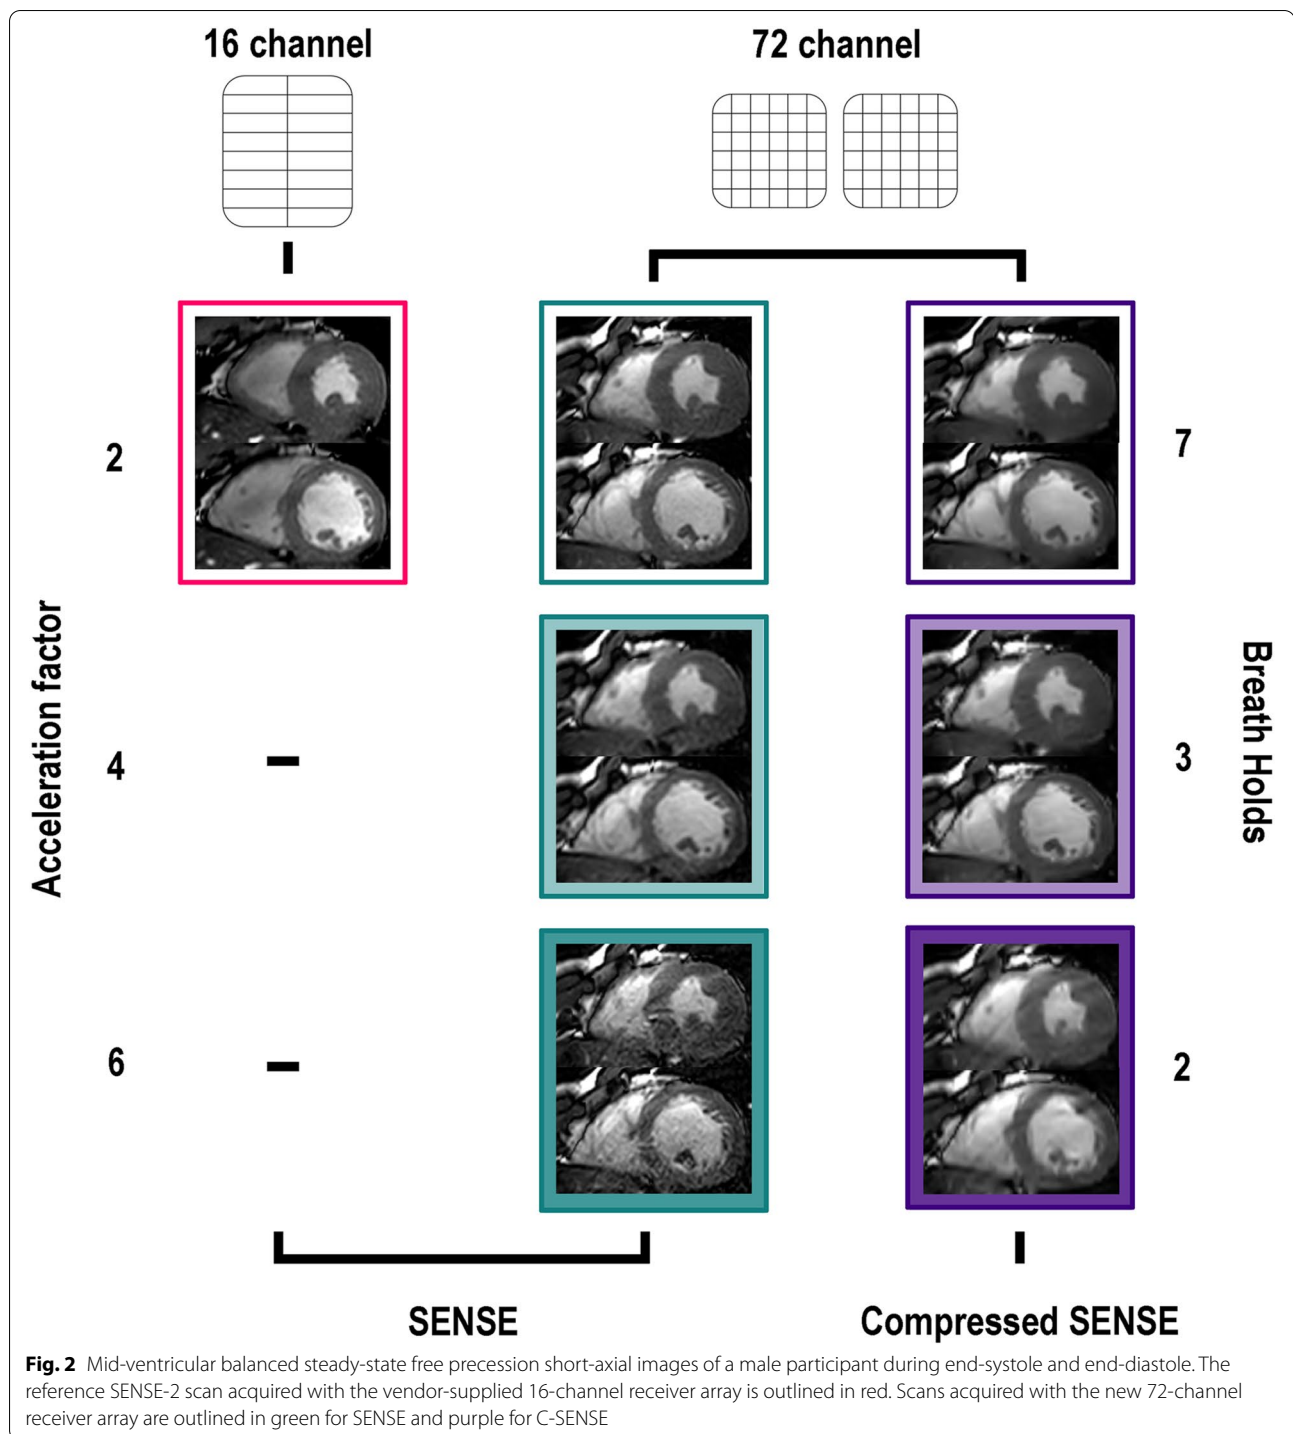 16 channel
72 channel
2
7
Acceleration factor
4
3
Breath Holds
6
2
SENSE
Compressed SENSE
Fig. 2 Mid-ventricular balanced steady-state free precession short-axial images of a male participant during end-systole and end-diastole. The
reference SENSE-2 scan acquired with the vendor-supplied 16-channel receiver array is outlined in red. Scans acquired with the new 72-channel
receiver array are outlined in green for SENSE and purple for C-SENSE